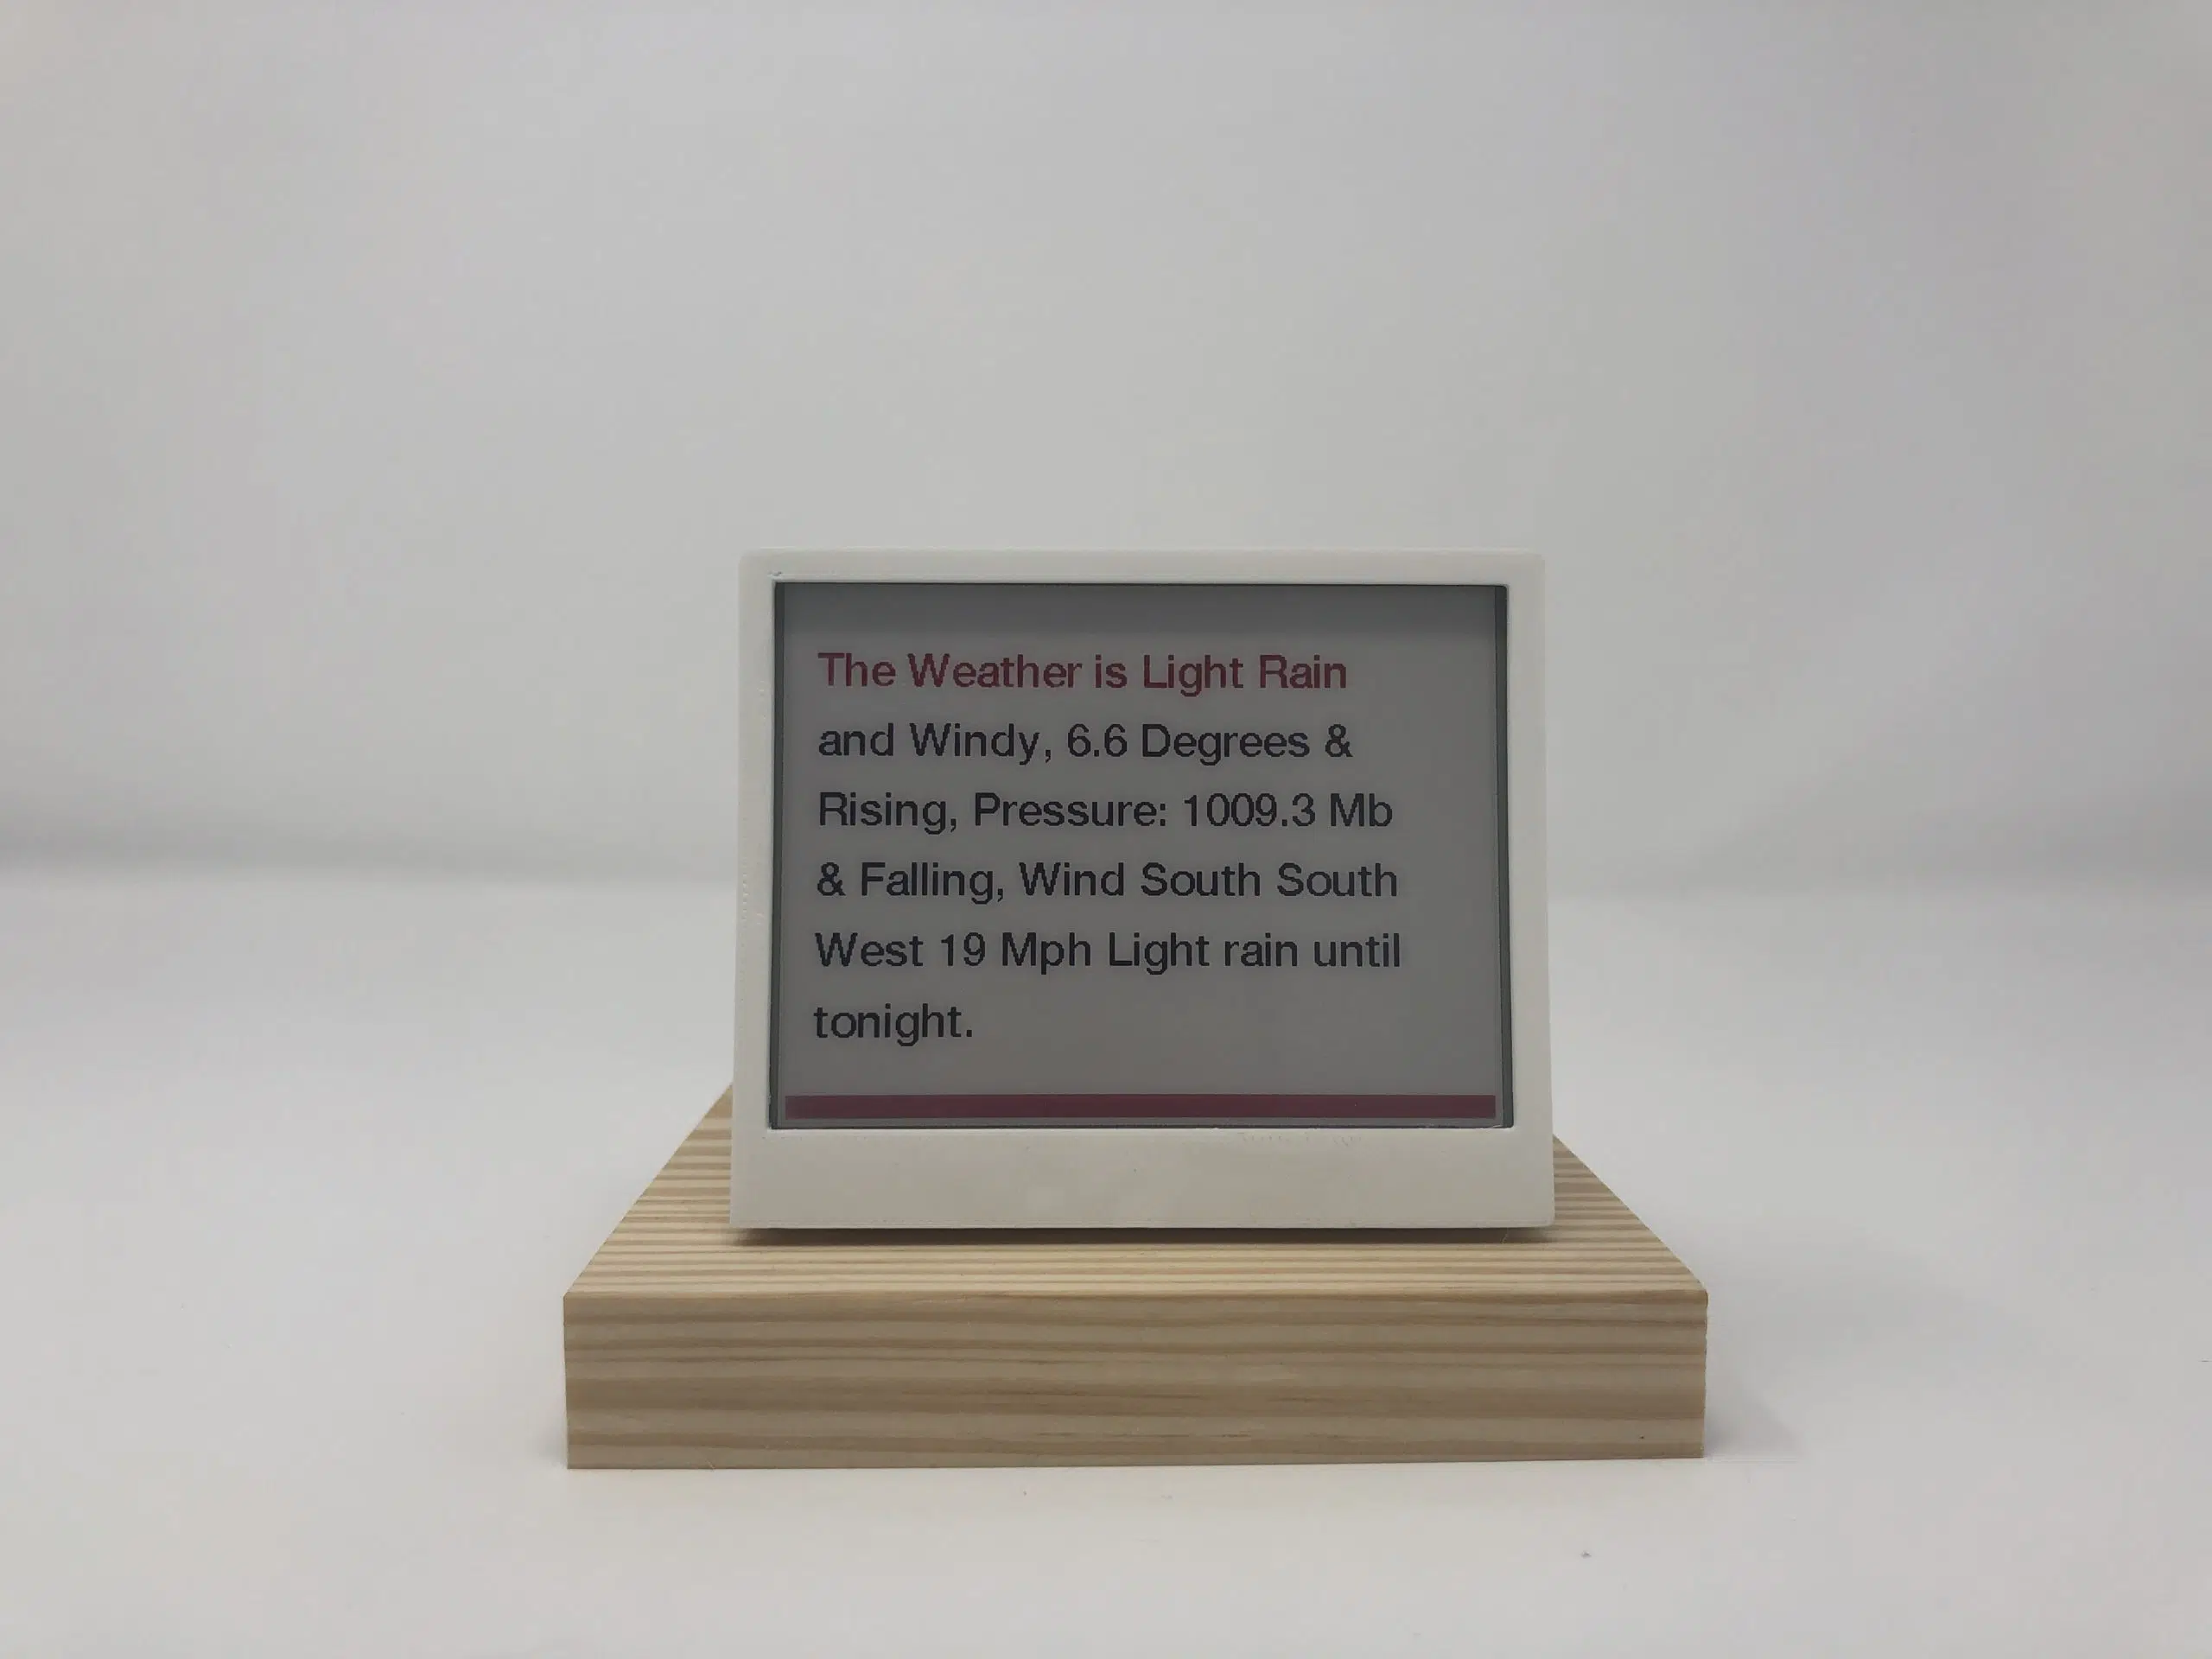 The Weather is Light Rain
and Windy, 6.6 Degrees &
Rising, Pressure: 1009.3 Mb
& Falling, Wind South South
West 19 Mph Light rain until
tonight.